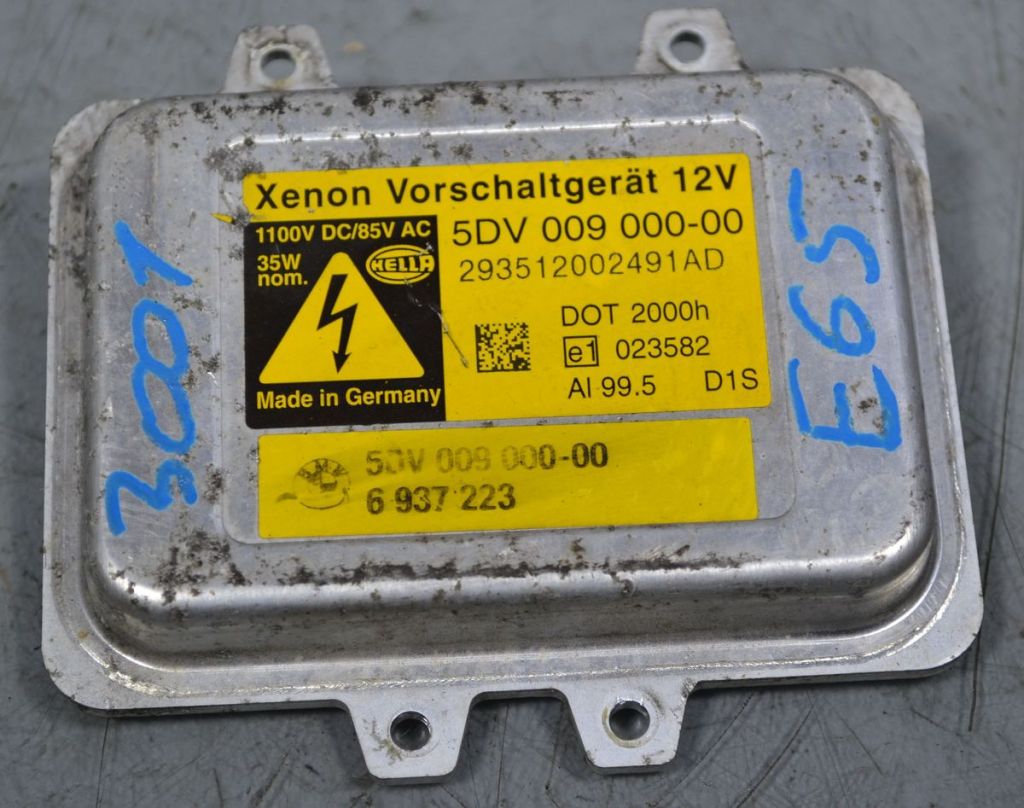 Xenon Vorschaltgerät 12V
1100V DC/85V AC
35W
nom.
HELLA
Made in Germany
5DV 009 000-00
293512002491AD
DOT 2000h
e1 023582
Al 99.5 D1S
5DV 009 000-00
6 937 223
3001
E65